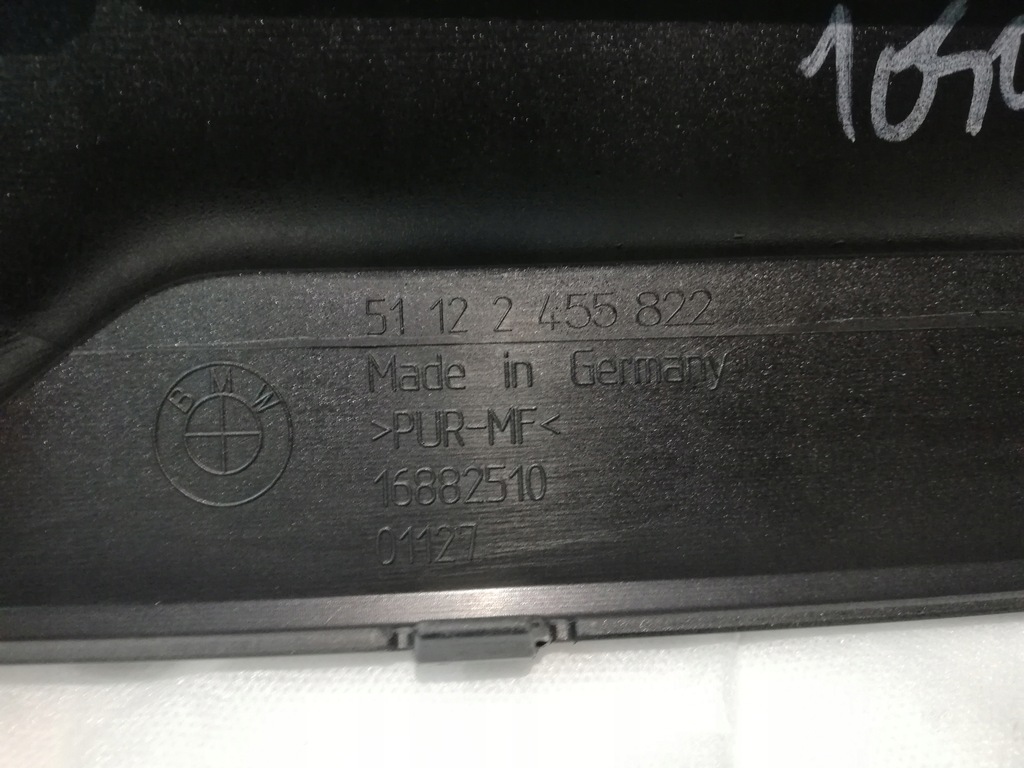 51 12 2 455 822
BMW
Made in Germany
>PUR-MF<
16882510
01127